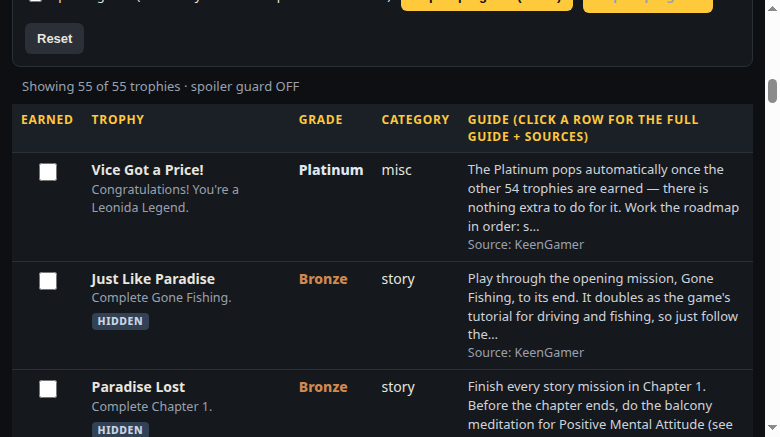 Reset
Showing 55 of 55 trophies · spoiler guard OFF
EARNED TROPHY GRADE CATEGORY GUIDE (CLICK A ROW FOR THE FULL
GUIDE + SOURCES)
Vice Got a Price! Platinum misc The Platinum pops automatically once the
Congratulations! You're a other 54 trophies are earned — there is
Leonida Legend. nothing extra to do for it. Work the roadmap
in order: s...
Source: KeenGamer
Just Like Paradise Bronze story Play through the opening mission, Gone
Complete Gone Fishing. Fishing, to its end. It doubles as the game's
HIDDEN tutorial for driving and fishing, so just follow
the...
Source: KeenGamer
Paradise Lost Bronze story Finish every story mission in Chapter 1.
Complete Chapter 1. Before the chapter ends, do the balcony
HIDDEN meditation for Positive Mental Attitude (see